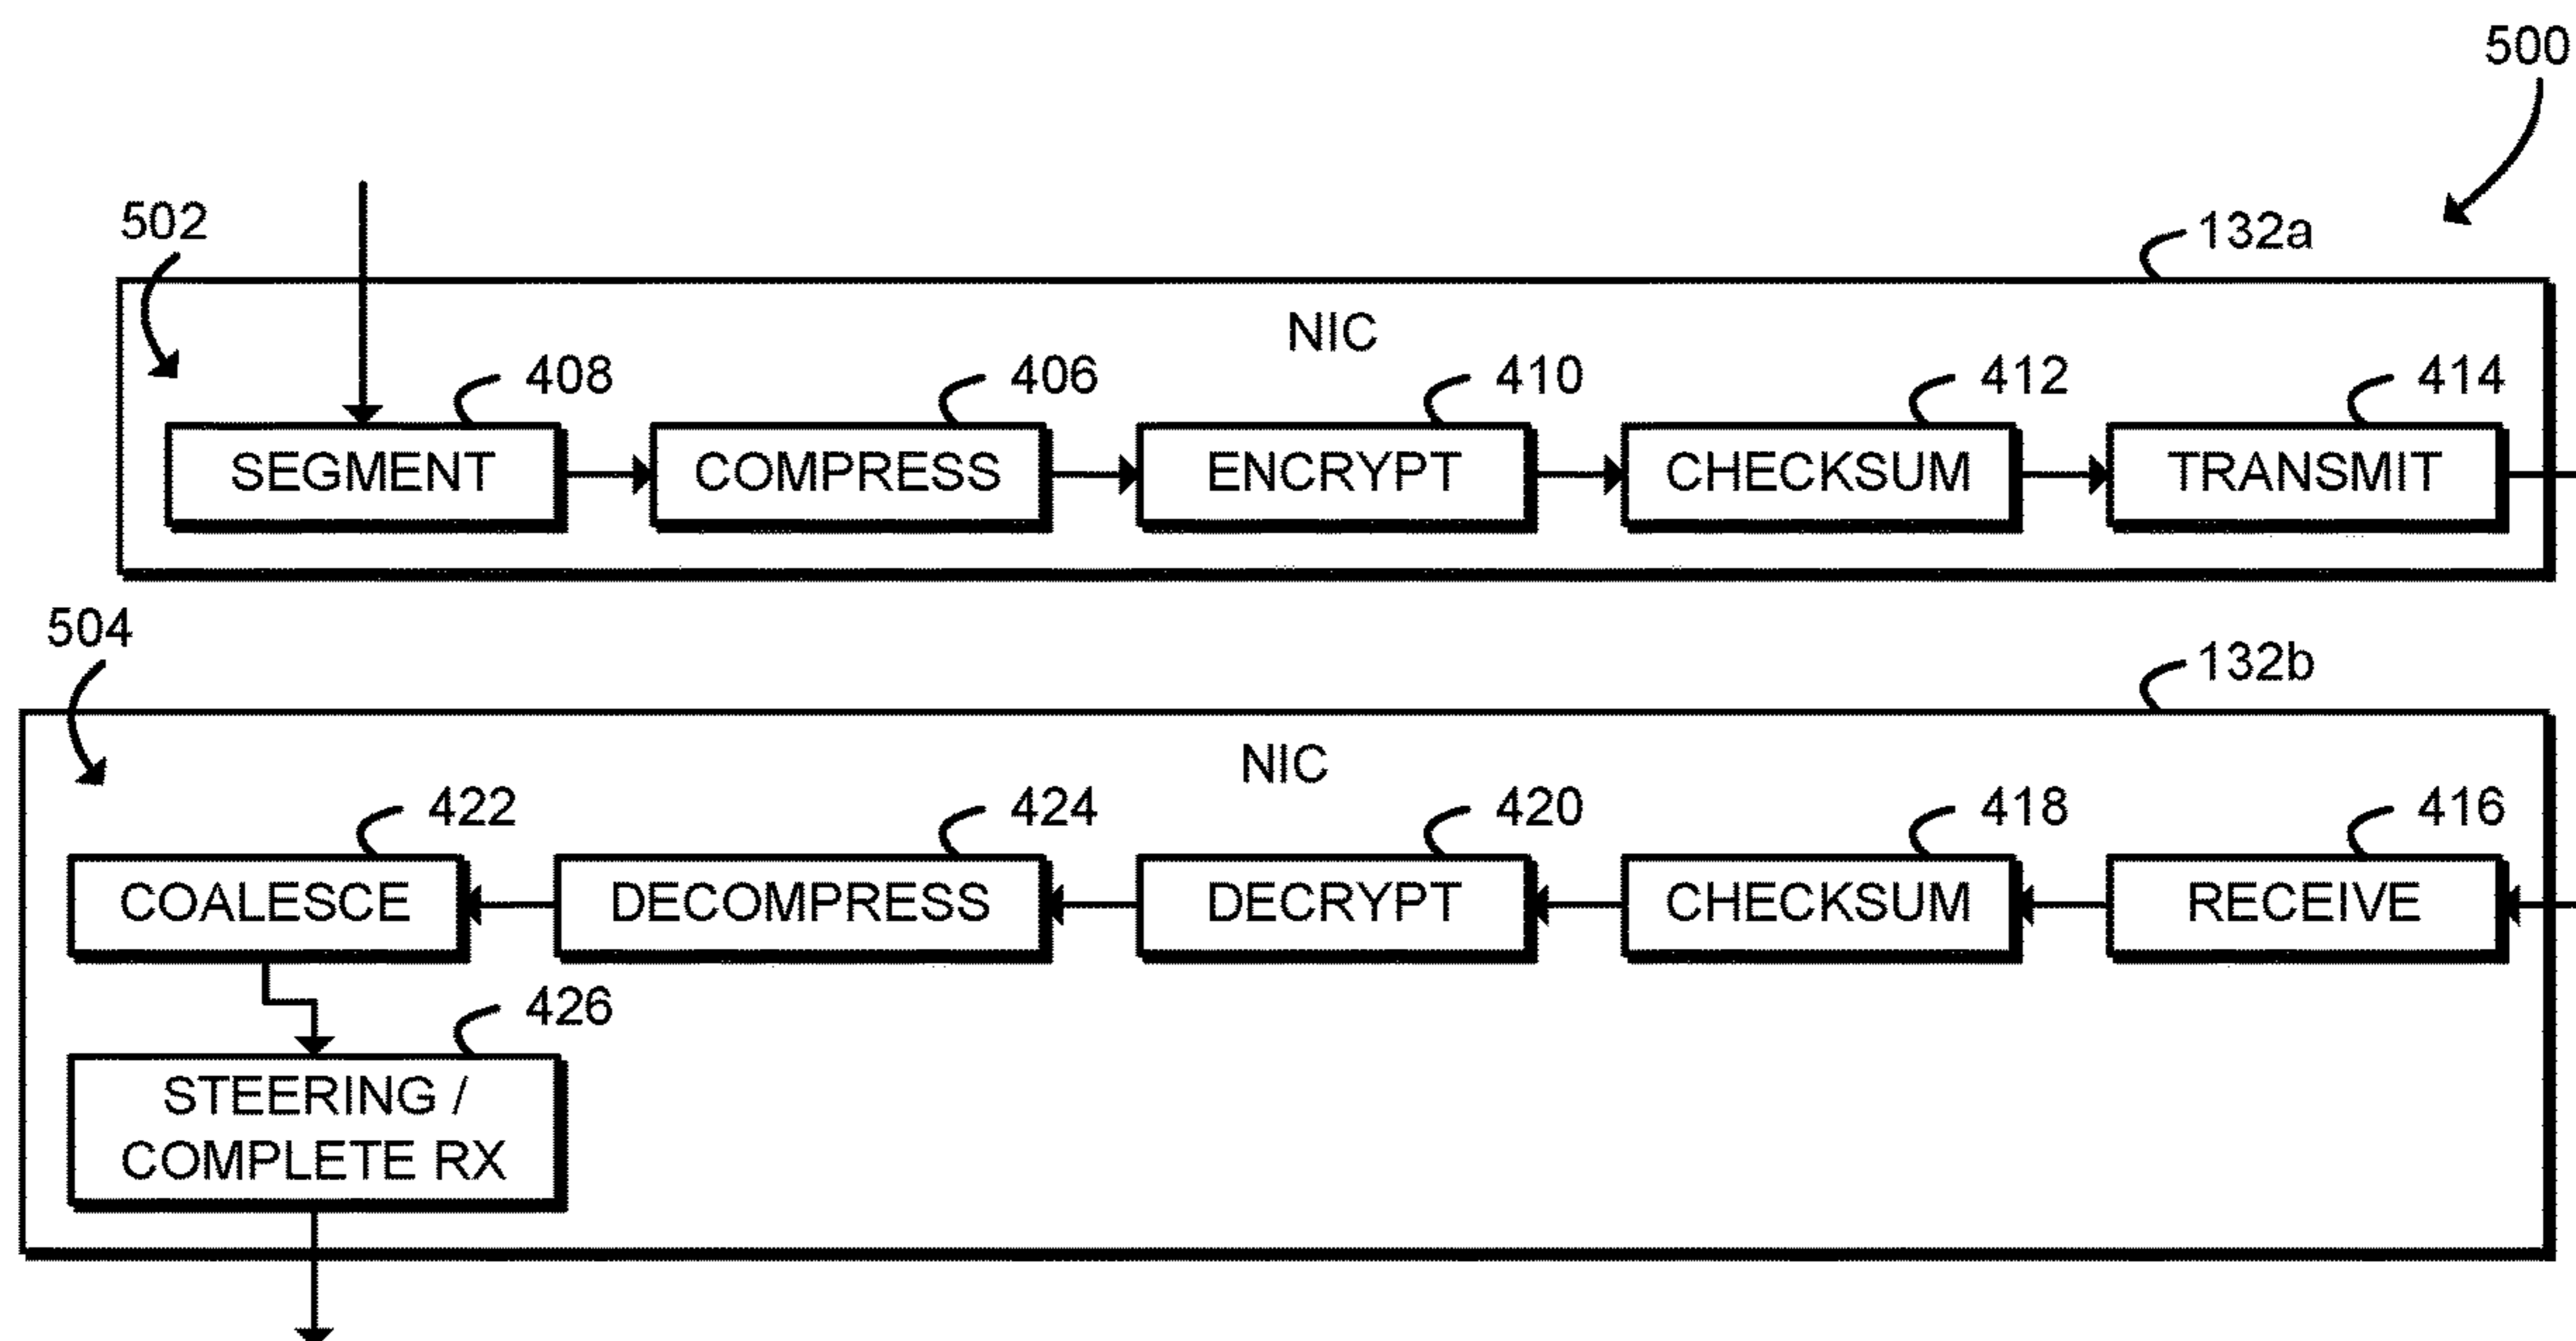 500
502
132a
NIC
408
406
410
412
414
SEGMENT
COMPRESS
ENCRYPT
CHECKSUM
TRANSMIT
504
132b
NIC
422
424
420
418
416
COALESCE
DECOMPRESS
DECRYPT
CHECKSUM
RECEIVE
426
STEERING /
COMPLETE RX